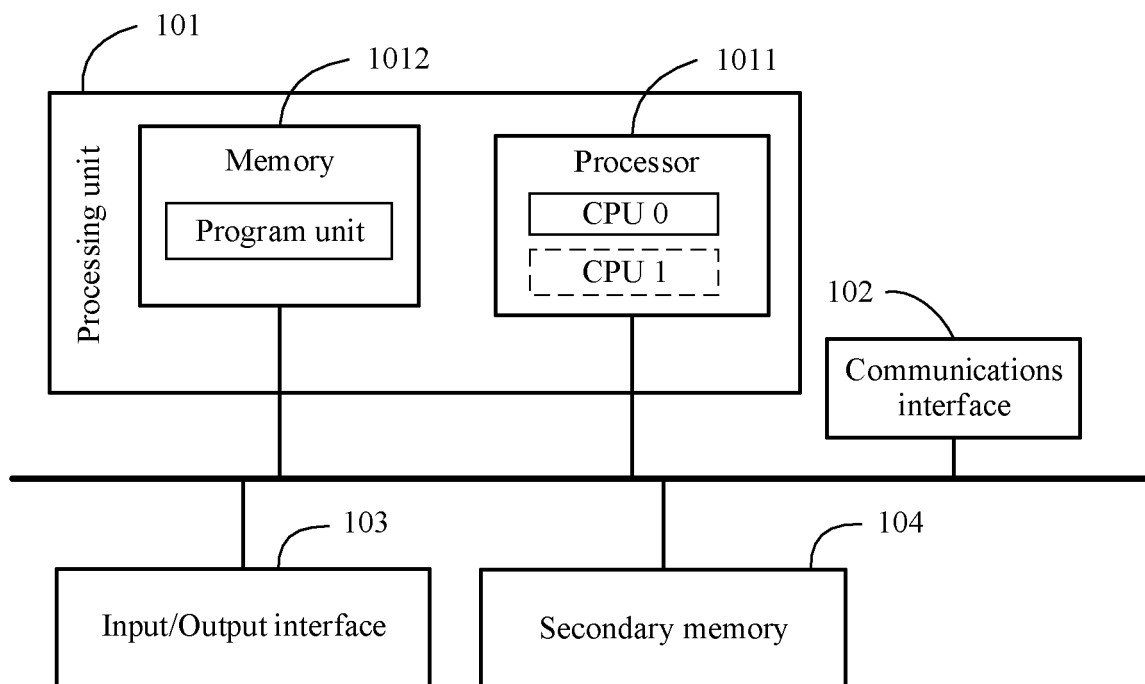 101
1012
1011
Processing unit
Memory
Program unit
Processor
CPU 0
CPU 1
102
Communications
interface
103
104
Input/Output interface
Secondary memory